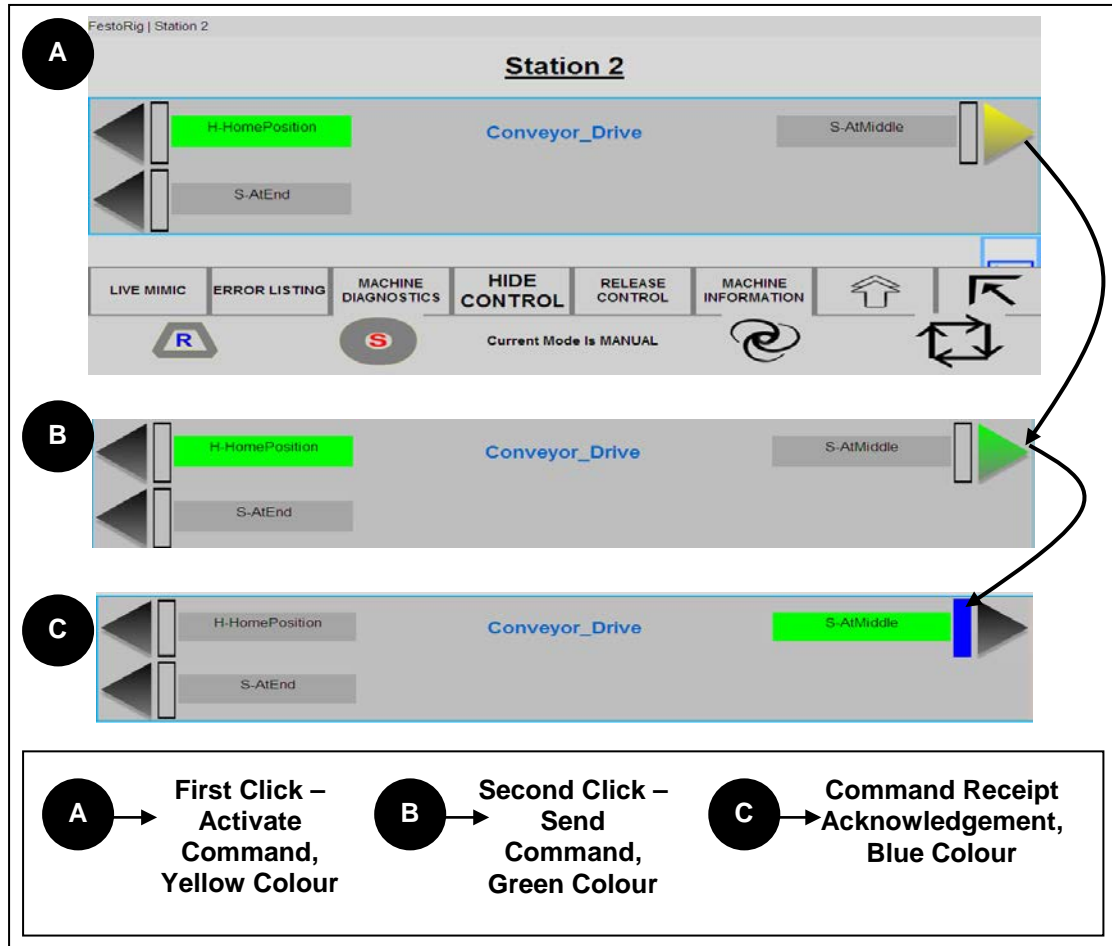 FestoRig | Station 2
A
Station 2
H-HomePosition
Conveyor_Drive
S-AtMiddle
S-AtEnd
LIVE MIMIC
ERROR LISTING
MACHINE
DIAGNOSTICS
HIDE
CONTROL
RELEASE
CONTROL
MACHINE
INFORMATION
R
S
Current Mode Is MANUAL
B
H-HomePosition
Conveyor_Drive
S-AtMiddle
S-AtEnd
C
H-HomePosition
Conveyor_Drive
S-AtMiddle
S-AtEnd
A
First Click –
Activate
Command,
Yellow Colour
B
Second Click –
Send
Command,
Green Colour
C
Command Receipt
Acknowledgement,
Blue Colour